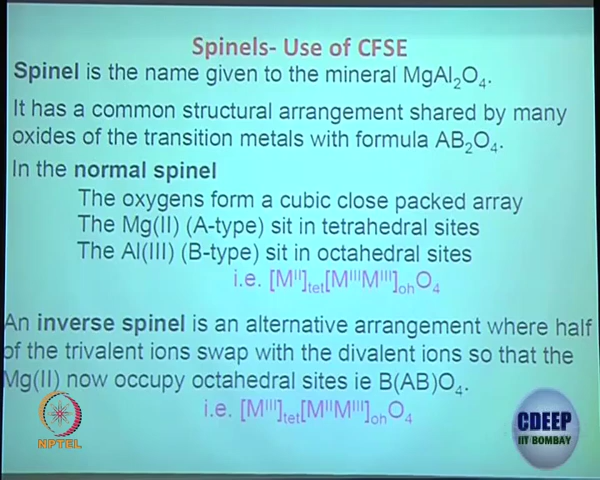 Spinels- Use of CFSE
Spinel is the name given to the mineral MgAl₂O₄.
It has a common structural arrangement shared by many
oxides of the transition metals with formula AB₂O₄.
In the normal spinel
The oxygens form a cubic close packed array
The Mg(II) (A-type) sit in tetrahedral sites
The Al(III) (B-type) sit in octahedral sites
i.e. [Mᴵᴵ]tet[MᴵᴵᴵMᴵᴵᴵ]ohO₄
An inverse spinel is an alternative arrangement where half
of the trivalent ions swap with the divalent ions so that the
Mg(II) now occupy octahedral sites ie B(AB)O₄.
i.e. [Mᴵᴵᴵ]tet[MᴵᴵMᴵᴵᴵ]ohO₄
NPTEL
CDEEP
IIT BOMBAY